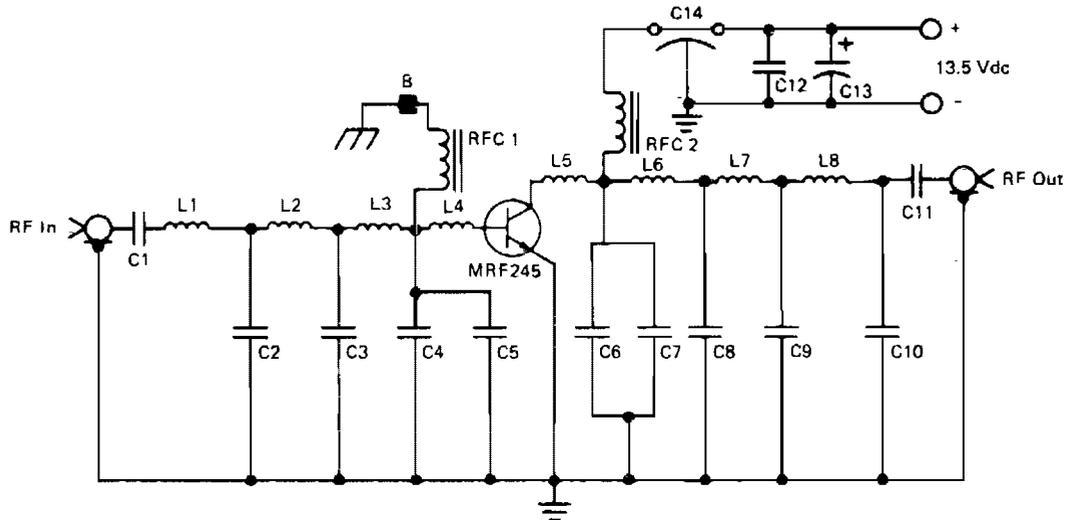 C14
+
+
13.5 Vdc
C12
C13
-
B
RFC 1
RFC 2
L5
L6
L7
L8
RF Out
C11
RF In
L1
L2
L3
L4
C1
MRF245
C2
C3
C4
C5
C6
C7
C8
C9
C10